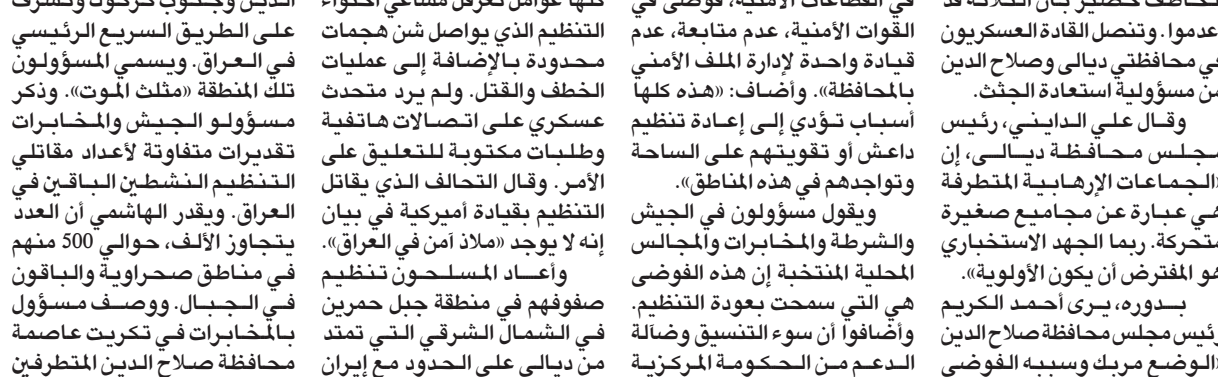 بأن الثلاثة قد
عدموا. وتنصل القادة العسكريون
في محافظتي ديالى وصلاح الدين
من مسؤولية استعادة الجثث.
وقال علي الدايني، رئيس
مجلس محافظة ديالى، إن
«الجماعات الإرهابية المتطرفة
هي عبارة عن مجاميع صغيرة
متحركة. ربما الجهد الاستخباري
هو المفترض أن يكون الأولوية».
بدوره، يرى أحمد الكريم
رئيس مجلس محافظة صلاح الدين
«الوضع مربك وسببه الفوضى
في القطاعات الأمنية، فوضى في
القوات الأمنية، عدم متابعة، عدم
قيادة واحدة لإدارة الملف الأمني
بالمحافظة». وأضاف: «هذه كلها
أسباب تؤدي إلى إعادة تنظيم
داعش أو تقويتهم على الساحة
وتواجدهم في هذه المناطق».
ويقول مسؤولون في الجيش
والشرطة والمخابرات والمجالس
المحلية المنتخبة إن هذه الفوضى
هي التي سمحت بعودة التنظيم.
وأضافوا أن سوء التنسيق وضآلة
الدعم من الحكومة المركزية
كلها عوامل تعرقل مساعي احتواء
التنظيم الذي يواصل شن هجمات
محدودة بالإضافة إلى عمليات
الخطف والقتل. ولم يرد متحدث
عسكري على اتصالات هاتفية
وطلبات مكتوبة للتعليق على
الأمر. وقال التحالف الذي يقاتل
التنظيم بقيادة أميركية في بيان
إنه لا يوجد «ملاذ آمن في العراق».
وأعاد المسلحون تنظيم
صفوفهم في منطقة جبل حمرين
في الشمال الشرقي التي تمتد
من ديالى على الحدود مع إيران
الدين وجنوب كركوك وتشرف
على الطريق السريع الرئيسي
في العراق. ويسمي المسؤولون
تلك المنطقة «مثلث الموت». وذكر
مسؤولو الجيش والمخابرات
تقديرات متفاوتة لأعداد مقاتلي
التنظيم النشطين الباقين في
العراق. ويقدر الهاشمي أن العدد
يتجاوز الألف، حوالي 500 منهم
في مناطق صحراوية والباقون
في الجبال. ووصف مسؤول
بالمخابرات في تكريت عاصمة
محافظة صلاح الدين المتطرفين